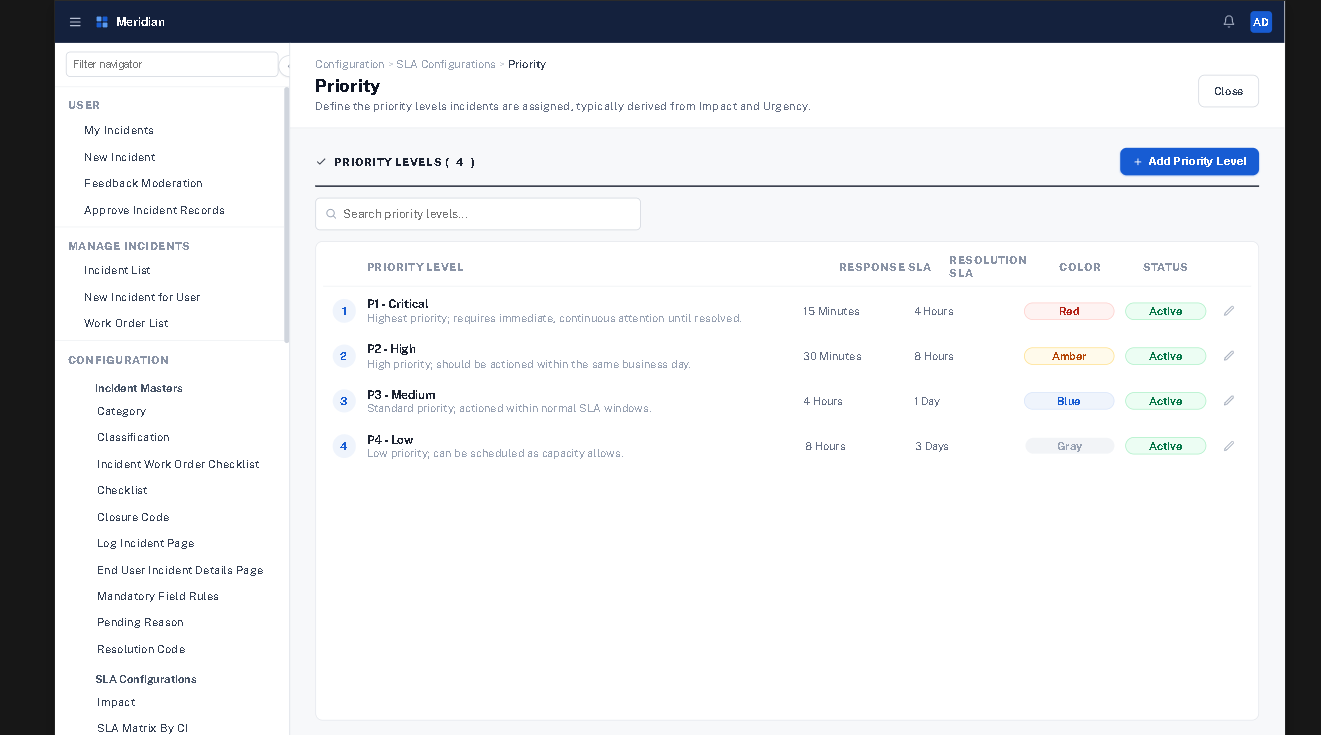 Meridian
AD
Filter navigator
USER
My Incidents
New Incident
Feedback Moderation
Approve Incident Records
MANAGE INCIDENTS
Incident List
New Incident for User
Work Order List
CONFIGURATION
Incident Masters
Category
Classification
Incident Work Order Checklist
Checklist
Closure Code
Log Incident Page
End User Incident Details Page
Mandatory Field Rules
Pending Reason
Resolution Code
SLA Configurations
Impact
SLA Matrix By CI
Configuration > SLA Configurations > Priority
Priority
Define the priority levels incidents are assigned, typically derived from Impact and Urgency.
Close
PRIORITY LEVELS ( 4 )
+ Add Priority Level
Search priority levels...
PRIORITY LEVEL RESPONSE SLA RESOLUTION SLA COLOR STATUS
1 P1 - Critical 15 Minutes 4 Hours Red Active
Highest priority; requires immediate, continuous attention until resolved.
2 P2 - High 30 Minutes 8 Hours Amber Active
High priority; should be actioned within the same business day.
3 P3 - Medium 4 Hours 1 Day Blue Active
Standard priority; actioned within normal SLA windows.
4 P4 - Low 8 Hours 3 Days Gray Active
Low priority; can be scheduled as capacity allows.